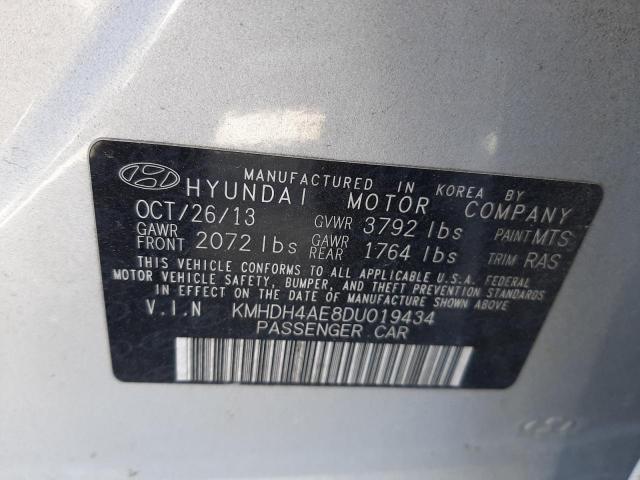 MANUFACTURED IN KOREA BY
HYUNDAI MOTOR COMPANY
OCT/26/13 GVWR 3792 lbs PAINT MTS
GAWR FRONT 2072 lbs GAWR REAR 1764 lbs TRIM RAS
THIS VEHICLE CONFORMS TO ALL APPLICABLE U.S.A. FEDERAL
MOTOR VEHICLE SAFETY, BUMPER, AND THEFT PREVENTION STANDARDS
IN EFFECT ON THE DATE OF MANUFACTURE SHOWN ABOVE
V.I.N KMHDH4AE8DU019434
PASSENGER CAR